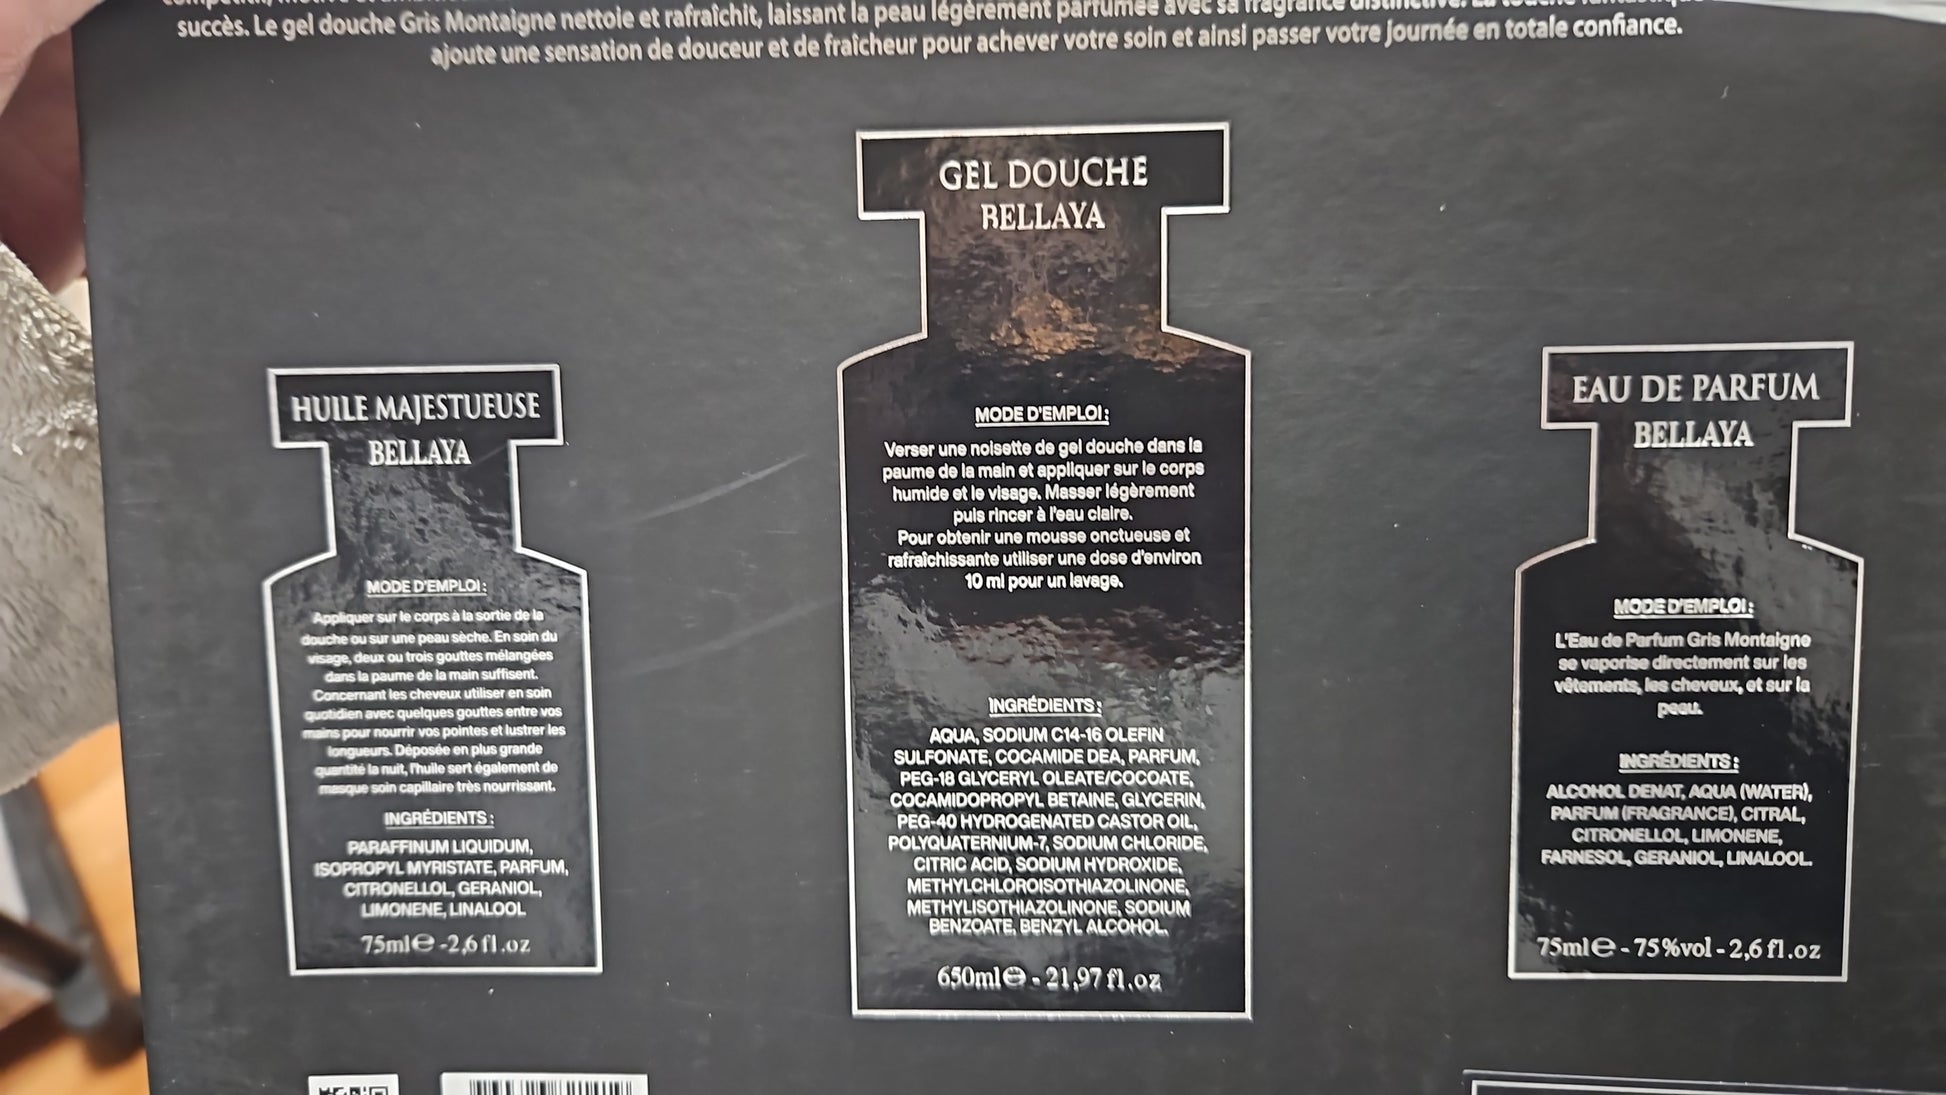 succès. Le gel douche Gris Montaigne nettoie et rafraîchit, laissant la peau légèrement parfumée avec sa fragrance distinctive. La touche
ajoute une sensation de douceur et de fraîcheur pour achever votre soin et ainsi passer votre journée en totale confiance.
HUILE MAJESTUEUSE
BELLAYA
MODE D'EMPLOI :
Appliquer sur le corps à la sortie de la
douche ou sur une peau sèche. En soin du
visage, deux ou trois gouttes mélangées
dans la paume de la main suffisent.
Concernant les cheveux utiliser en soin
quotidien avec quelques gouttes entre vos
mains pour nourrir vos pointes et lustrer les
longueurs. Déposée en plus grande
quantité la nuit, l'huile sert également de
masque soin capillaire très nourrissant.
INGRÉDIENTS :
PARAFFINUM LIQUIDUM,
ISOPROPYL MYRISTATE, PARFUM,
CITRONELLOL, GERANIOL,
LIMONENE, LINALOOL
75ml℮ -2,6 fl.oz
GEL DOUCHE
BELLAYA
MODE D'EMPLOI :
Verser une noisette de gel douche dans la
paume de la main et appliquer sur le corps
humide et le visage. Masser légèrement
puis rincer à l'eau claire.
Pour obtenir une mousse onctueuse et
rafraîchissante utiliser une dose d'environ
10 ml pour un lavage.
INGRÉDIENTS :
AQUA, SODIUM C14-16 OLEFIN
SULFONATE, COCAMIDE DEA, PARFUM,
PEG-18 GLYCERYL OLEATE/COCOATE,
COCAMIDOPROPYL BETAINE, GLYCERIN,
PEG-40 HYDROGENATED CASTOR OIL,
POLYQUATERNIUM-7, SODIUM CHLORIDE,
CITRIC ACID, SODIUM HYDROXIDE,
METHYLCHLOROISOTHIAZOLINONE,
METHYLISOTHIAZOLINONE, SODIUM
BENZOATE, BENZYL ALCOHOL.
650ml℮ - 21,97 fl.oz
EAU DE PARFUM
BELLAYA
MODE D'EMPLOI :
L'Eau de Parfum Gris Montaigne
se vaporise directement sur les
vêtements, les cheveux, et sur la
peau.
INGRÉDIENTS :
ALCOHOL DENAT, AQUA (WATER),
PARFUM (FRAGRANCE), CITRAL,
CITRONELLOL, LIMONENE,
FARNESOL, GERANIOL, LINALOOL.
75ml℮ - 75%vol - 2,6 fl.oz